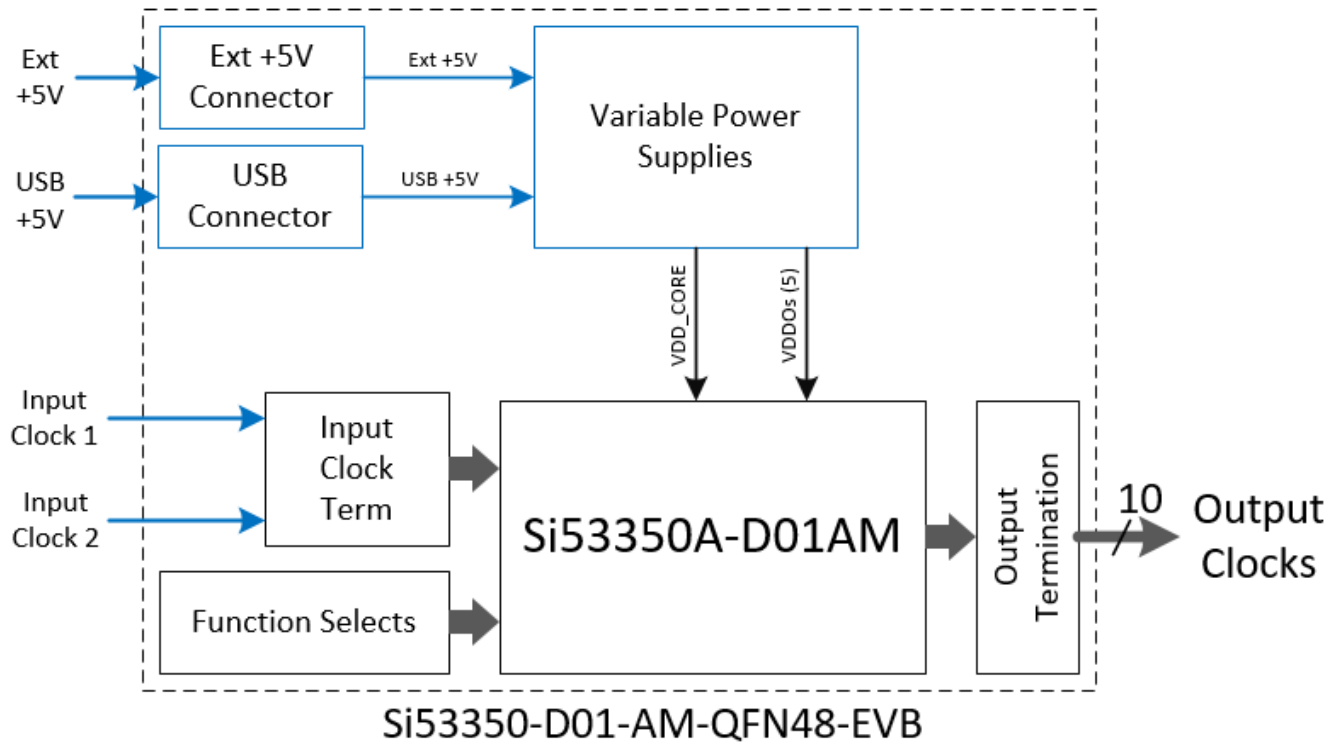 Ext
+5V
Ext +5V
Connector
Ext +5V
Variable Power
Supplies
USB
+5V
USB
Connector
USB +5V
VDD_CORE
VDDOs (5)
Input
Clock 1
Input
Clock 2
Input
Clock
Term
Function Selects
Si53350A-D01AM
Output
Termination
10
Output
Clocks
Si53350-D01-AM-QFN48-EVB